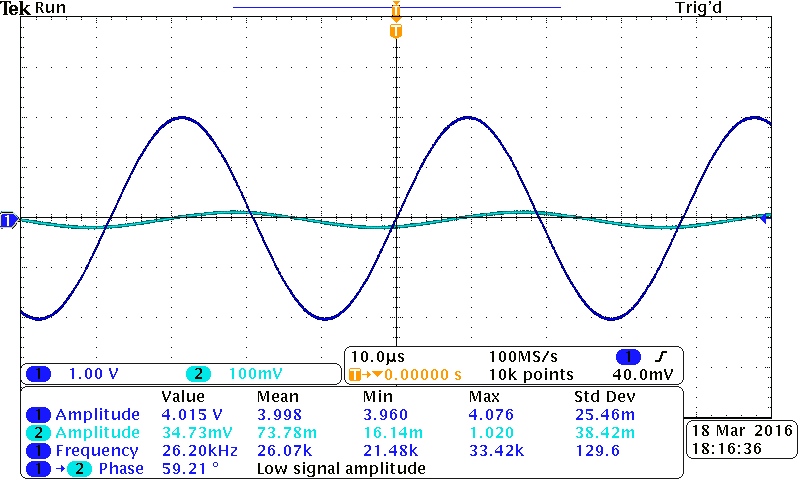 Tek Run Trig'd
T
T
1
10.0µs 100MS/s 1
1 1.00 V 2 100mV
T 0.00000 s 10k points 40.0mV
Value Mean Min Max Std Dev
1 Amplitude 4.015 V 3.998 3.960 4.076 25.46m
2 Amplitude 34.73mV 73.78m 16.14m 1.020 38.42m
1 Frequency 26.20kHz 26.07k 21.48k 33.42k 129.6
1 → 2 Phase 59.21 ° Low signal amplitude
18 Mar 2016
18:16:36